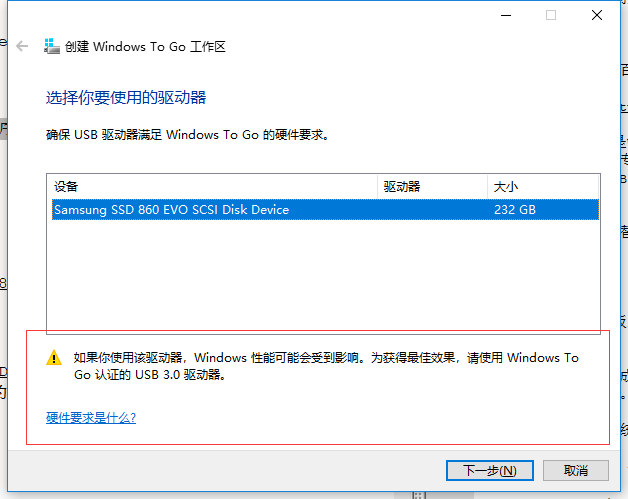 创建 Windows To Go 工作区
选择你要使用的驱动器
确保 USB 驱动器满足 Windows To Go 的硬件要求。
设备 驱动器 大小
Samsung SSD 860 EVO SCSI Disk Device 232 GB
如果你使用该驱动器，Windows 性能可能会受到影响。为获得最佳效果，请使用 Windows To
Go 认证的 USB 3.0 驱动器。
硬件要求是什么?
下一步(N) 取消